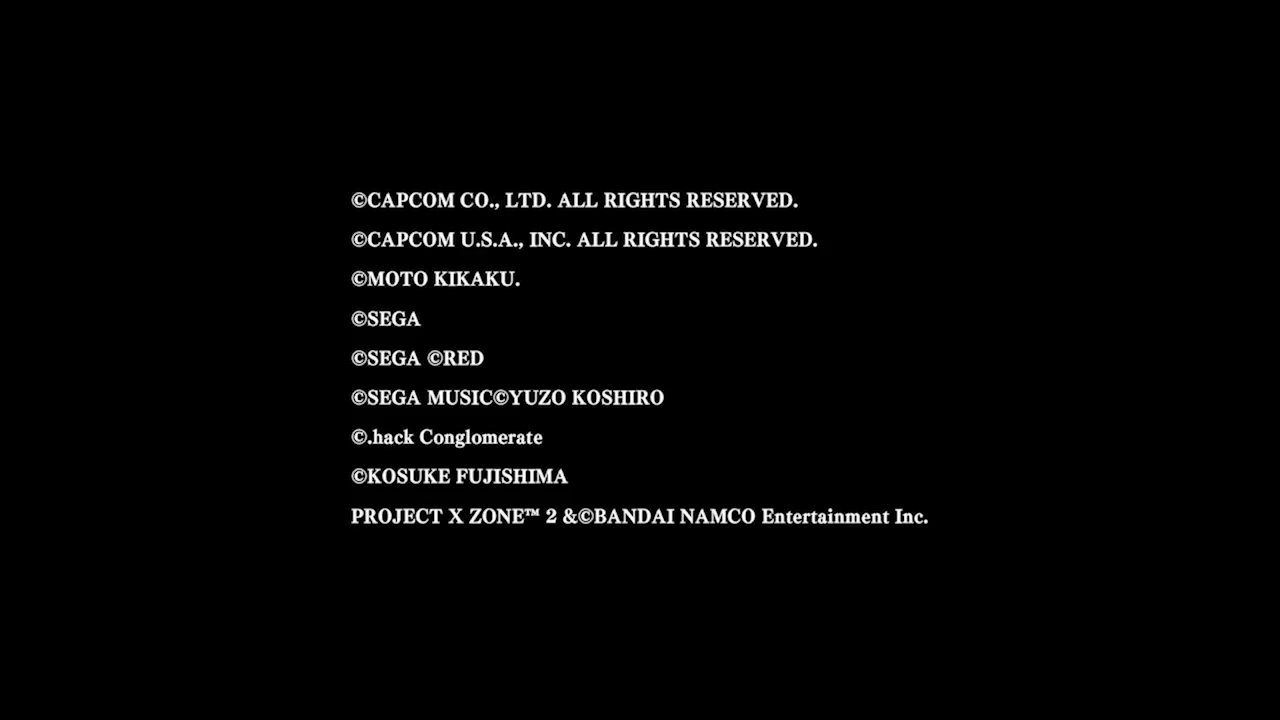 ©CAPCOM CO., LTD. ALL RIGHTS RESERVED.
©CAPCOM U.S.A., INC. ALL RIGHTS RESERVED.
©MOTO KIKAKU.
©SEGA
©SEGA ©RED
©SEGA MUSIC©YUZO KOSHIRO
©.hack Conglomerate
©KOSUKE FUJISHIMA
PROJECT X ZONE™ 2 &©BANDAI NAMCO Entertainment Inc.